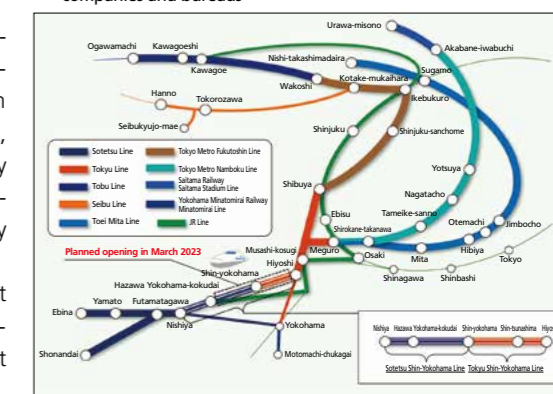 companies and bureaus
Urawa-misono
Ogawamachi
Kawagoeshi
Kawagoe
Nishi-takashimadaira
Akabane-iwabuchi
Sugamo
Wakoshi
Kotake-mukaihara
Ikebukuro
Hanno
Tokorozawa
Seibukyujo-mae
Shinjuku
Shinjuku-sanchome
Sotetsu Line
Tokyu Line
Tobu Line
Seibu Line
Toei Mita Line
Tokyo Metro Fukutoshin Line
Tokyo Metro Namboku Line
Saitama Railway
Saitama Stadium Line
Yokohama Minatomirai Railway
Minatomirai Line
JR Line
Yotsuya
Nagatacho
Shibuya
Ebisu
Tameike-sanno
Shirokane-takanawa
Otemachi
Jimbocho
Meguro
Osaki
Mita
Hibiya
Tokyo
Shinagawa
Shinbashi
Planned opening in March 2023
Musashi-kosugi
Hiyoshi
Shin-yokohama
Hazawa Yokohama-kokudai
Ebina
Yamato
Futamatagawa
Nishiya
Yokohama
Shonandai
Motomachi-chukagai
Nishiya Hazawa Yokohama-kokudai Shin-yokohama Shin-tsunashima Hiyos
Sotetsu Shin-Yokohama Line Tokyu Shin-Yokohama Line